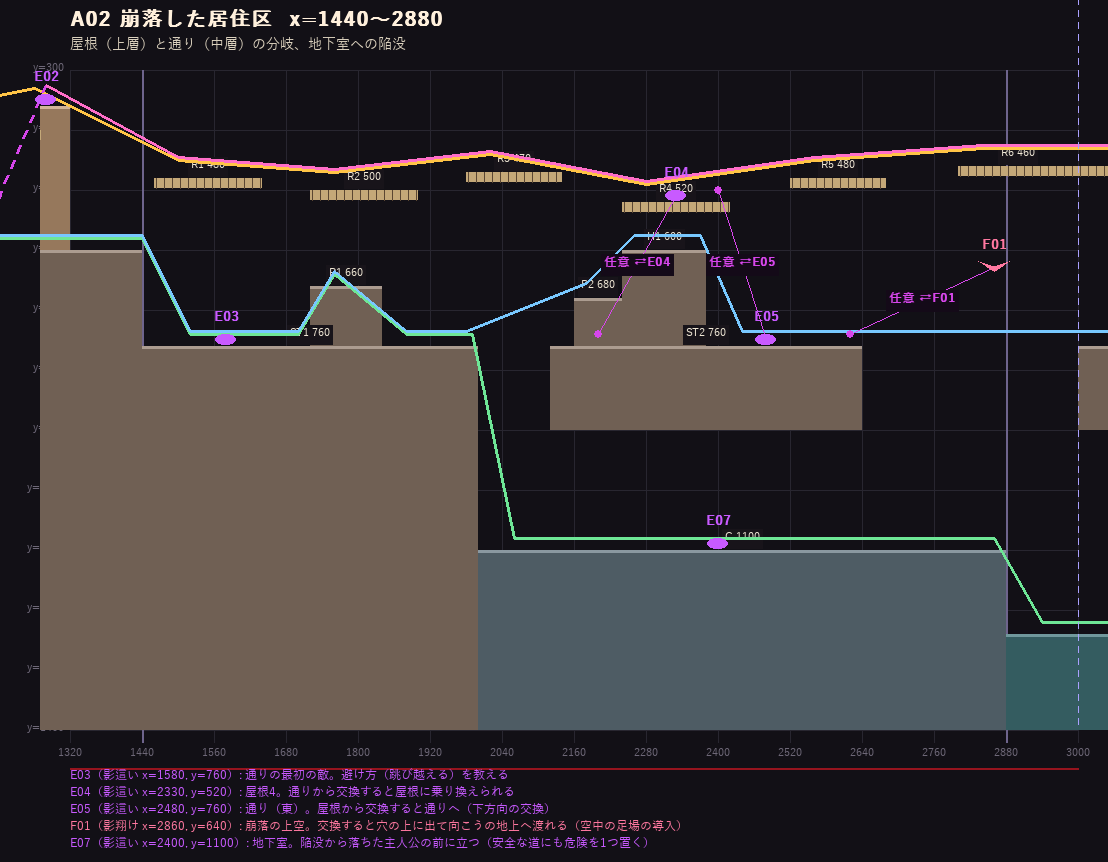 A02 崩落した居住区 x=1440〜2880
屋根（上層）と通り（中層）の分岐、地下室への陥没
y=300
E02
R2 500
E04
R4 520
R5 480
R6 460
H1 600
F01
任意 ⇄E04
任意 ⇄E05
P1 660
P2 680
任意 ⇄F01
E03
E05
ST1 760
ST2 760
E07
C 1100
1320 1440 1560 1680 1800 1920 2040 2160 2280 2400 2520 2640 2760 2880 3000
E03（影這い x=1580, y=760）: 通りの最初の敵。避け方（跳び越える）を教える
E04（影這い x=2330, y=520）: 屋根4。通りから交換すると屋根に乗り換えられる
E05（影這い x=2480, y=760）: 通り（東）。屋根から交換すると通りへ（下方向の交換）
F01（影翔け x=2860, y=640）: 崩落の上空。交換すると穴の上に出て向こうの地上へ渡れる（空中の足場の導入）
E07（影這い x=2400, y=1100）: 地下室。陥没から落ちた主人公の前に立つ（安全な道にも危険を1つ置く）